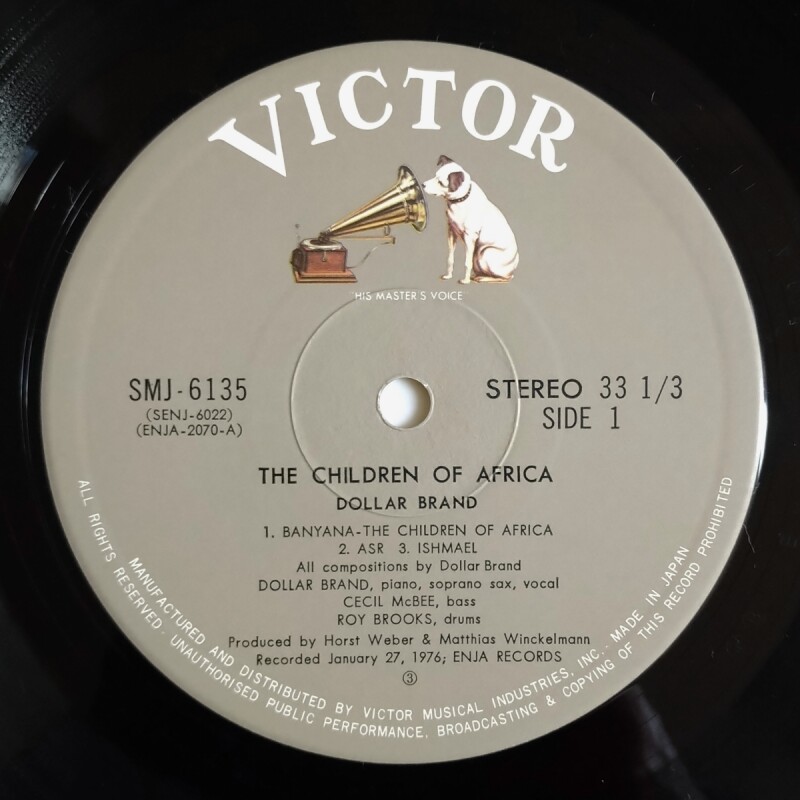 VICTOR
"HIS MASTER'S VOICE"
SMJ-6135
(SENJ-6022)
(ENJA-2070-A)
STEREO 33 1/3
SIDE 1
THE CHILDREN OF AFRICA
DOLLAR BRAND
1. BANYANA-THE CHILDREN OF AFRICA
2. ASR 3. ISHMAEL
All compositions by Dollar Brand
DOLLAR BRAND, piano, soprano sax, vocal
CECIL McBEE, bass
ROY BROOKS, drums
Produced by Horst Weber & Matthias Winckelmann
Recorded January 27, 1976; ENJA RECORDS
③
MANUFACTURED AND DISTRIBUTED BY VICTOR MUSICAL INDUSTRIES, INC. · MADE IN JAPAN
ALL RIGHTS RESERVED · UNAUTHORISED PUBLIC PERFORMANCE, BROADCASTING & COPYING OF THIS RECORD PROHIBITED